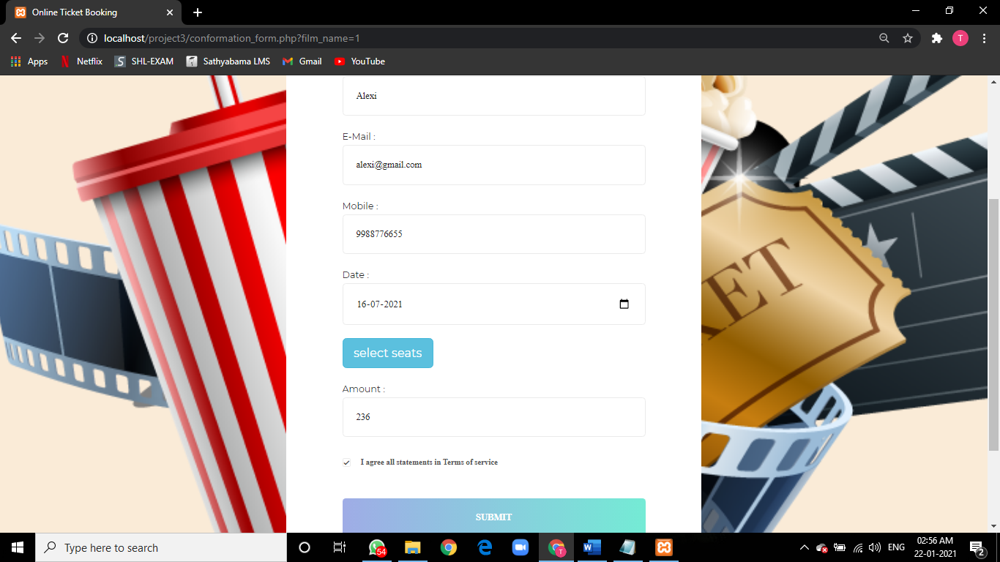 Online Ticket Booking
localhost/project3/conformation_form.php?film_name=1
T
Apps Netflix SHL-EXAM Sathyabama LMS Gmail YouTube
Alexi
E-Mail :
alexi@gmail.com
Mobile :
9988776655
Date :
16-07-2021
select seats
Amount :
236
I agree all statements in Terms of service
SUBMIT
KET
Type here to search
54
T
ENG
02:56 AM
22-01-2021
2